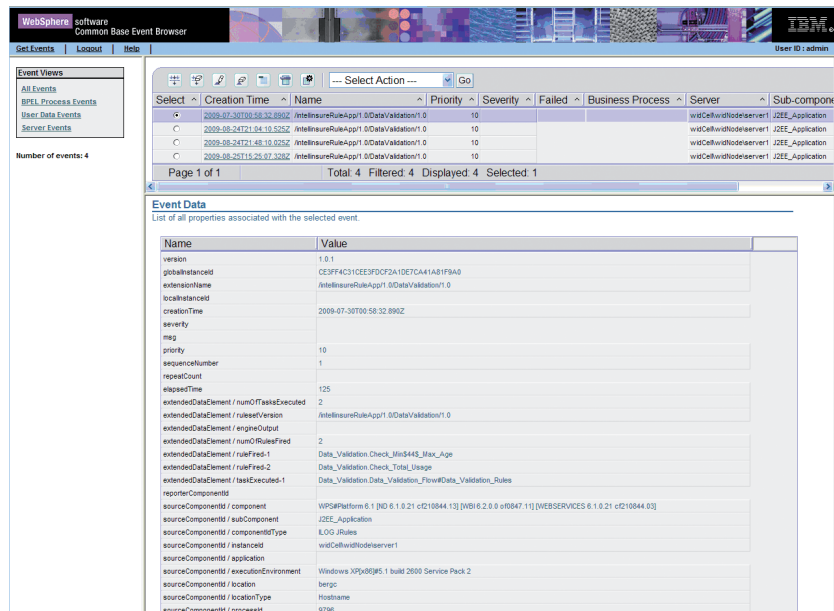 WebSphere software
Common Base Event Browser
IBM
Get Events | Logout | Help |
User ID : admin
Event Views
All Events
BPEL Process Events
User Data Events
Server Events
Number of events: 4
--- Select Action --- Go
Select Creation Time Name Priority Severity Failed Business Process Server Sub-compone
2009-07-30T00:58:32.890Z /intellinsureRuleApp/1.0/DataValidation/1.0 10 widCell\widNode\server1 J2EE_Application
2009-08-24T21:04:10.525Z /intellinsureRuleApp/1.0/DataValidation/1.0 10 widCell\widNode\server1 J2EE_Application
2009-08-24T21:48:10.025Z /intellinsureRuleApp/1.0/DataValidation/1.0 10 widCell\widNode\server1 J2EE_Application
2009-08-25T15:25:07.328Z /intellinsureRuleApp/1.0/DataValidation/1.0 10 widCell\widNode\server1 J2EE_Application
Page 1 of 1 Total: 4 Filtered: 4 Displayed: 4 Selected: 1
Event Data
List of all properties associated with the selected event.
Name Value
version 1.0.1
globalInstanceId CE3FF4C31CEE3FDCF2A1DE7CA41A81F9A0
extensionName /intellinsureRuleApp/1.0/DataValidation/1.0
localInstanceId
creationTime 2009-07-30T00:58:32.890Z
severity
msg
priority 10
sequenceNumber 1
repeatCount
elapsedTime 125
extendedDataElement / numOfTasksExecuted 2
extendedDataElement / rulesetVersion /intellinsureRuleApp/1.0/DataValidation/1.0
extendedDataElement / engineOutput
extendedDataElement / numOfRulesFired 2
extendedDataElement / ruleFired-1 Data_Validation.Check_Min$44$_Max_Age
extendedDataElement / ruleFired-2 Data_Validation.Check_Total_Usage
extendedDataElement / taskExecuted-1 Data_Validation.Data_Validation_Flow#Data_Validation_Rules
reporterComponentId
sourceComponentId / component WPS#Platform 6.1 [ND 6.1.0.21 cf210844.13] [WBI 6.2.0.0 of0847.11] [WEBSERVICES 6.1.0.21 cf210844.03]
sourceComponentId / subComponent J2EE_Application
sourceComponentId / componentIdType ILOG JRules
sourceComponentId / instanceId widCell\widNode\server1
sourceComponentId / application
sourceComponentId / executionEnvironment Windows XP[x86]#5.1 build 2600 Service Pack 2
sourceComponentId / location bergc
sourceComponentId / locationType Hostname
sourceComponentId / processId 9796